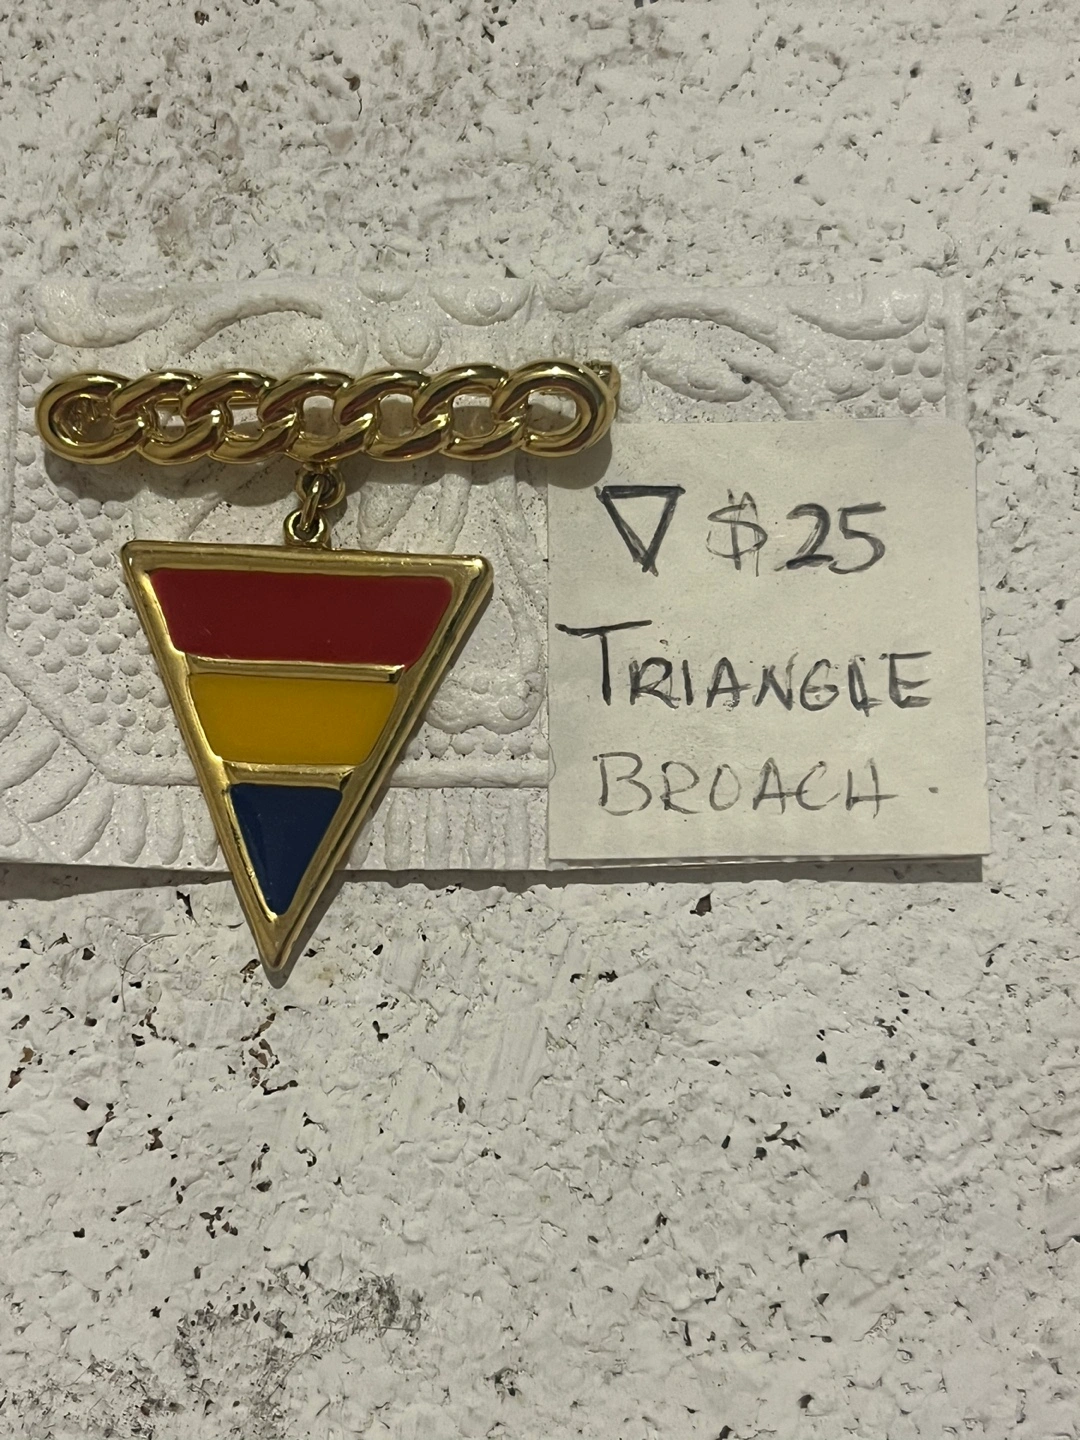 ▽ $25
TRIANGLE
BROACH.